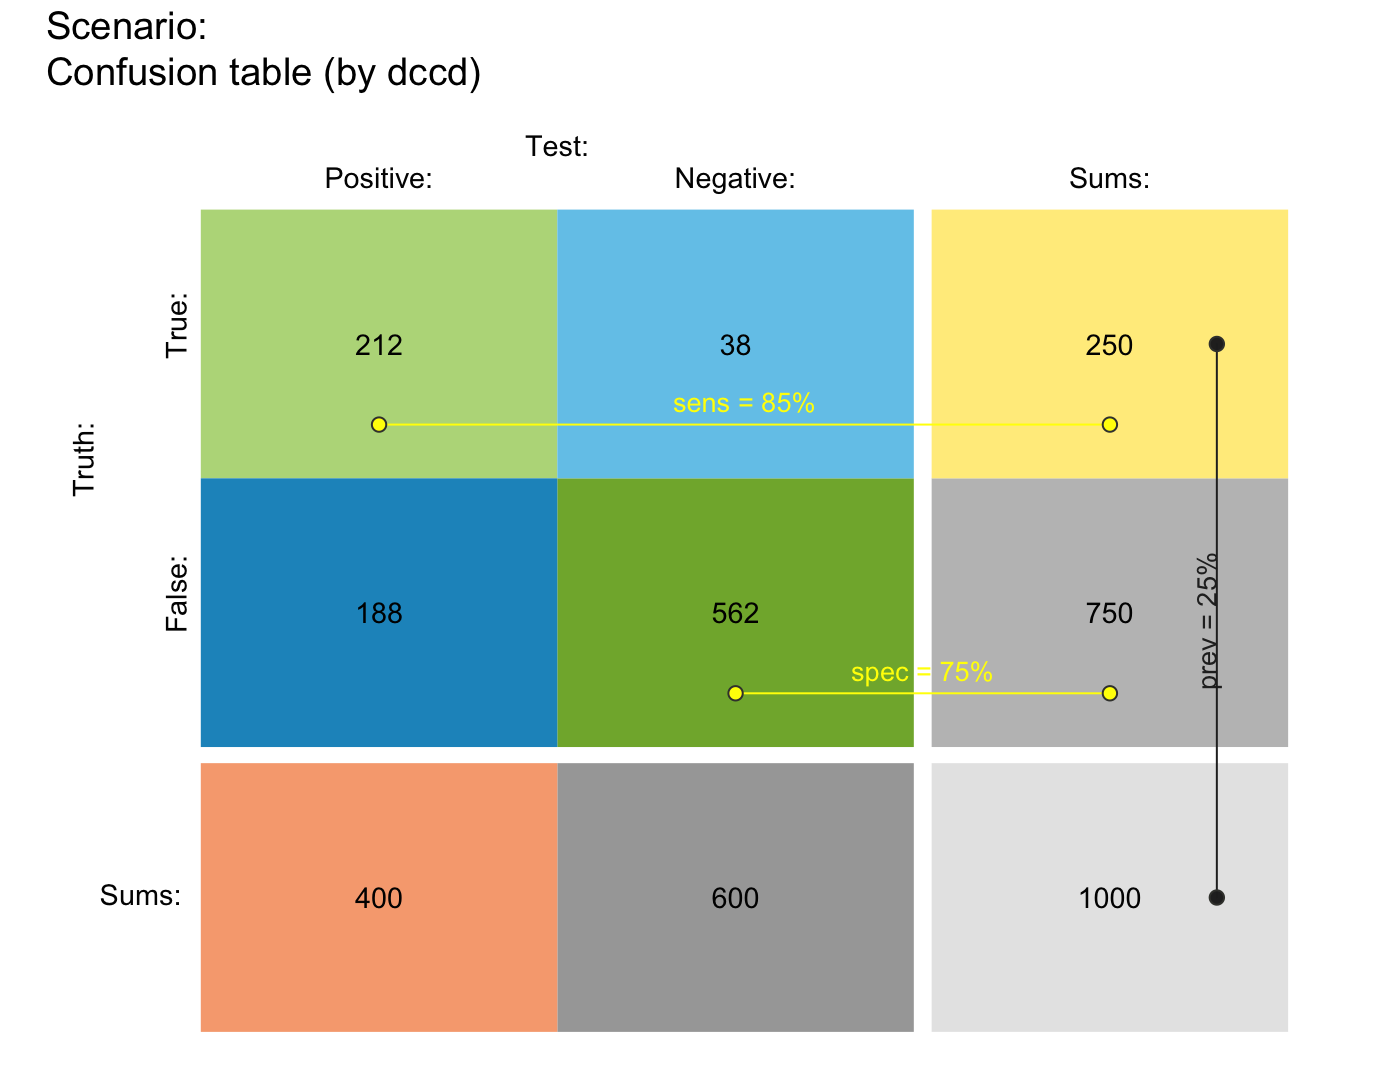 Scenario:
Confusion table (by dccd)
Test:
Positive:
Negative:
Sums:
Truth:
True:
212
38
250
sens = 85%
False:
188
562
750
spec = 75%
prev = 25%
Sums:
400
600
1000